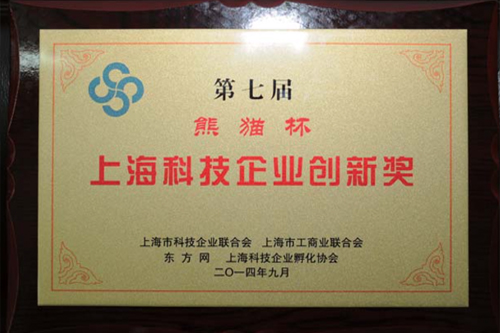 第七届
熊猫杯
上海科技企业创新奖
上海市科技企业联合会 上海市工商业联合会
东方网 上海科技企业孵化协会
二〇一四年九月